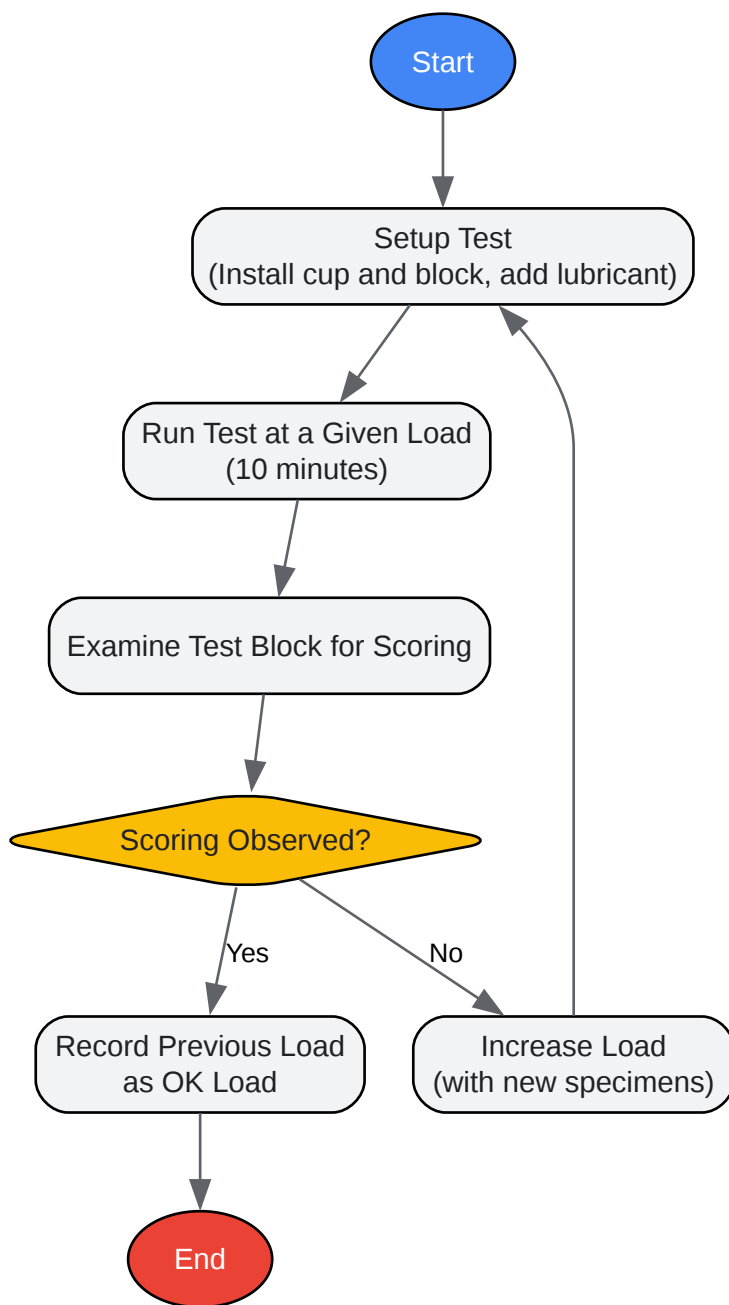 Start
Setup Test
(Install cup and block, add lubricant)
Run Test at a Given Load
(10 minutes)
Examine Test Block for Scoring
Scoring Observed?
Yes
No
Record Previous Load
as OK Load
Increase Load
(with new specimens)
End